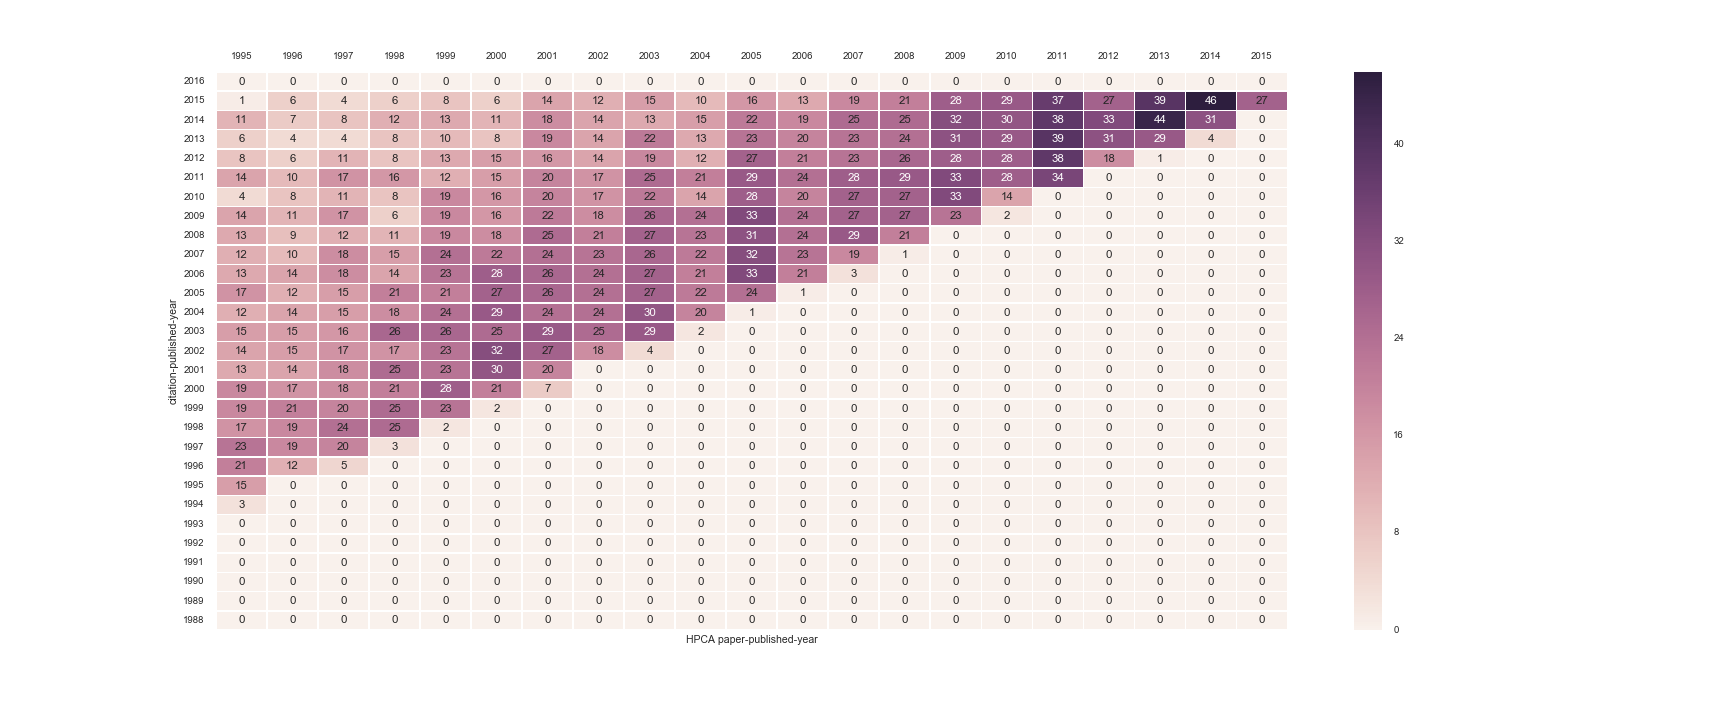 1995 1996 1997 1998 1999 2000 2001 2002 2003 2004 2005 2006 2007 2008 2009 2010 2011 2012 2013 2014 2015
2016 0 0 0 0 0 0 0 0 0 0 0 0 0 0 0 0 0 0 0 0 0
2015 1 6 4 6 8 6 14 12 15 10 16 13 19 21 28 29 37 27 39 46 27
2014 11 7 8 12 13 11 18 14 13 15 22 19 25 25 32 30 38 33 44 31 0
2013 6 4 4 8 10 8 19 14 22 13 23 20 23 24 31 29 39 31 29 4 0
2012 8 6 11 8 13 15 16 14 19 12 27 21 23 26 28 28 38 18 1 0 0
2011 14 10 17 16 12 15 20 17 25 21 29 24 28 29 33 28 34 0 0 0 0
2010 4 8 11 8 19 16 20 17 22 14 28 20 27 27 33 14 0 0 0 0 0
2009 14 11 17 6 19 16 22 18 26 24 33 24 27 27 23 2 0 0 0 0 0
2008 13 9 12 11 19 18 25 21 27 23 31 24 29 21 0 0 0 0 0 0 0
2007 12 10 18 15 24 22 24 23 26 22 32 23 19 1 0 0 0 0 0 0 0
2006 13 14 18 14 23 28 26 24 27 21 33 21 3 0 0 0 0 0 0 0 0
2005 17 12 15 21 21 27 26 24 27 22 24 1 0 0 0 0 0 0 0 0 0
2004 12 14 15 18 24 29 24 24 30 20 1 0 0 0 0 0 0 0 0 0 0
2003 15 15 16 26 26 25 29 25 29 2 0 0 0 0 0 0 0 0 0 0 0
2002 14 15 17 17 23 32 27 18 4 0 0 0 0 0 0 0 0 0 0 0 0
2001 13 14 18 25 23 30 20 0 0 0 0 0 0 0 0 0 0 0 0 0 0
2000 19 17 18 21 28 21 7 0 0 0 0 0 0 0 0 0 0 0 0 0 0
1999 19 21 20 25 23 2 0 0 0 0 0 0 0 0 0 0 0 0 0 0 0
1998 17 19 24 25 2 0 0 0 0 0 0 0 0 0 0 0 0 0 0 0 0
1997 23 19 20 3 0 0 0 0 0 0 0 0 0 0 0 0 0 0 0 0 0
1996 21 12 5 0 0 0 0 0 0 0 0 0 0 0 0 0 0 0 0 0 0
1995 15 0 0 0 0 0 0 0 0 0 0 0 0 0 0 0 0 0 0 0 0
1994 3 0 0 0 0 0 0 0 0 0 0 0 0 0 0 0 0 0 0 0 0
1993 0 0 0 0 0 0 0 0 0 0 0 0 0 0 0 0 0 0 0 0 0
1992 0 0 0 0 0 0 0 0 0 0 0 0 0 0 0 0 0 0 0 0 0
1991 0 0 0 0 0 0 0 0 0 0 0 0 0 0 0 0 0 0 0 0 0
1990 0 0 0 0 0 0 0 0 0 0 0 0 0 0 0 0 0 0 0 0 0
1989 0 0 0 0 0 0 0 0 0 0 0 0 0 0 0 0 0 0 0 0 0
1988 0 0 0 0 0 0 0 0 0 0 0 0 0 0 0 0 0 0 0 0 0
HPCA paper-published-year
citation-published-year
40
32
24
16
8
0